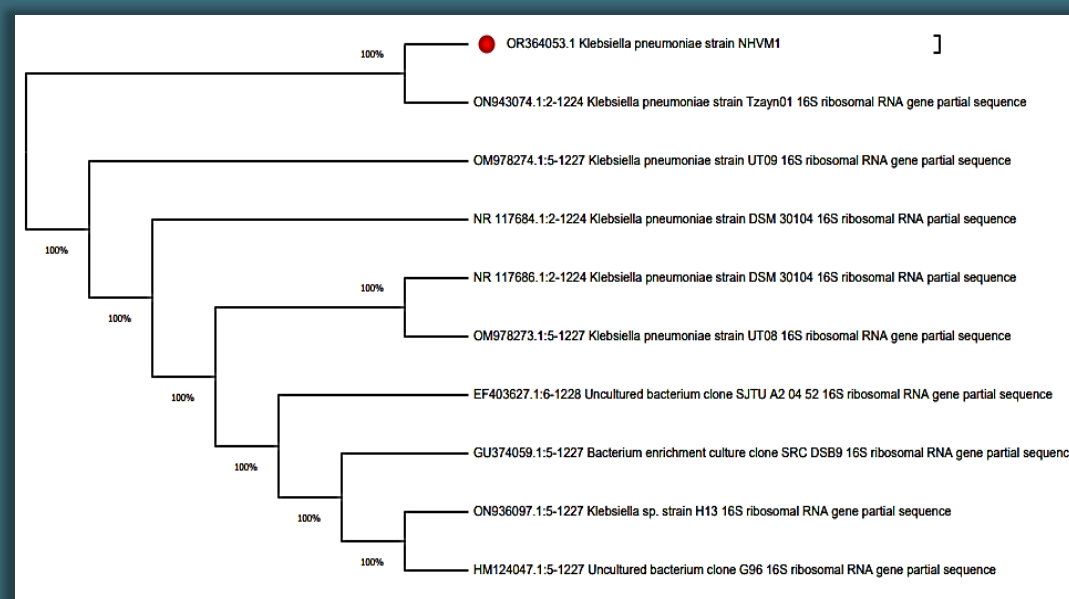 100%
OR364053.1 Klebsiella pneumoniae strain NHVM1
ON943074.1:2-1224 Klebsiella pneumoniae strain Tzayn01 16S ribosomal RNA gene partial sequence
OM978274.1:5-1227 Klebsiella pneumoniae strain UT09 16S ribosomal RNA gene partial sequence
100%
NR 117684.1:2-1224 Klebsiella pneumoniae strain DSM 30104 16S ribosomal RNA partial sequence
100%
NR 117686.1:2-1224 Klebsiella pneumoniae strain DSM 30104 16S ribosomal RNA partial sequence
100%
OM978273.1:5-1227 Klebsiella pneumoniae strain UT08 16S ribosomal RNA gene partial sequence
100%
EF403627.1:6-1228 Uncultured bacterium clone SJTU A2 04 52 16S ribosomal RNA gene partial sequence
100%
GU374059.1:5-1227 Bacterium enrichment culture clone SRC DSB9 16S ribosomal RNA gene partial sequenc
100%
ON936097.1:5-1227 Klebsiella sp. strain H13 16S ribosomal RNA gene partial sequence
100%
HM124047.1:5-1227 Uncultured bacterium clone G96 16S ribosomal RNA gene partial sequence